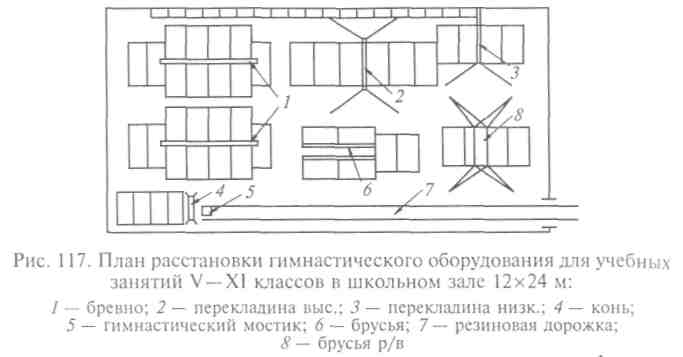 1
2
3
8
4
5
6
7
Рис. 117. План расстановки гимнастического оборудования для учебных
занятий V—XI классов в школьном зале 12×24 м:
1 — бревно; 2 — перекладина выс.; 3 — перекладина низк.; 4 — конь;
5 — гимнастический мостик; 6 — брусья; 7 — резиновая дорожка;
8 — брусья р/в